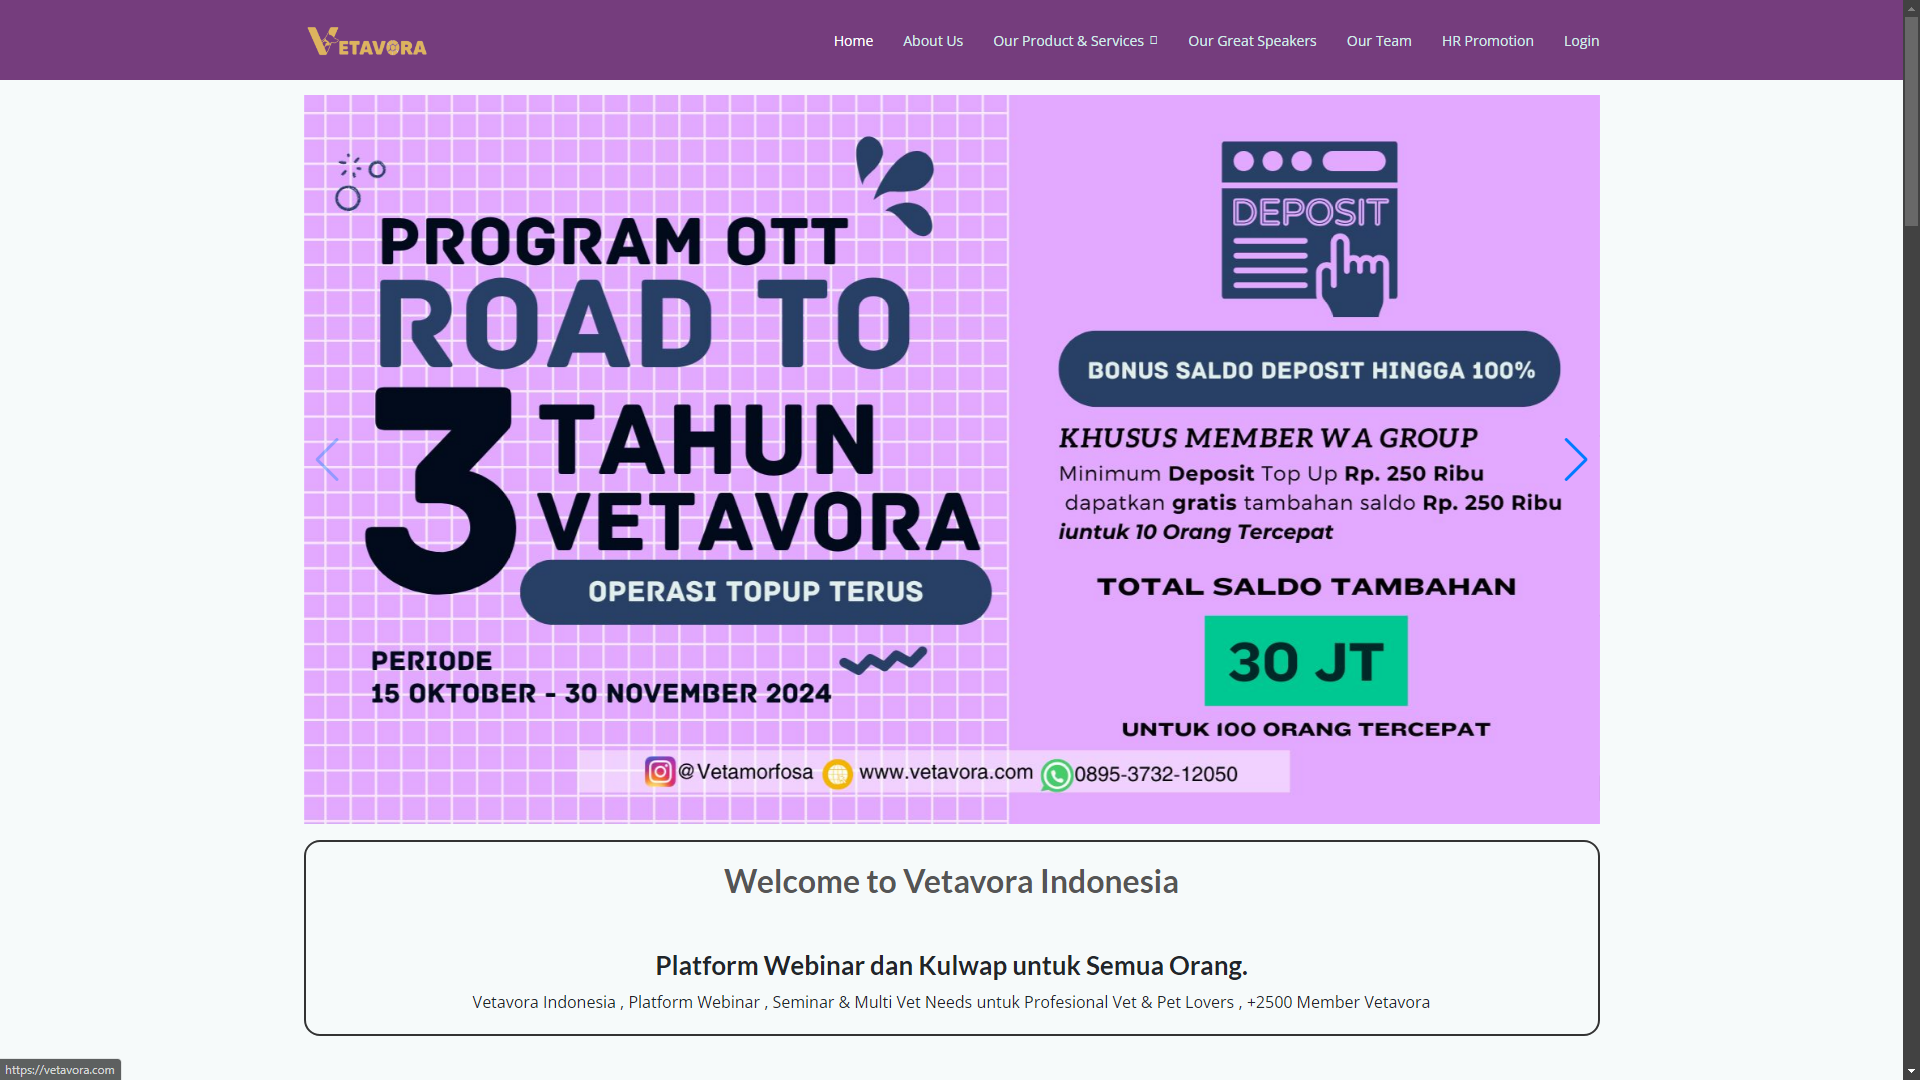 VETAVORA
Home
About Us
Our Product & Services
Our Great Speakers
Our Team
HR Promotion
Login
PROGRAM OTT
ROAD TO
3 TAHUN
VETAVORA
OPERASI TOPUP TERUS
PERIODE
15 OKTOBER - 30 NOVEMBER 2024
DEPOSIT
BONUS SALDO DEPOSIT HINGGA 100%
KHUSUS MEMBER WA GROUP
Minimum Deposit Top Up Rp. 250 Ribu
dapatkan gratis tambahan saldo Rp. 250 Ribu
iuntuk 10 Orang Tercepat
TOTAL SALDO TAMBAHAN
30 JT
UNTUK 100 ORANG TERCEPAT
@Vetamorfosa www.vetavora.com 0895-3732-12050
Welcome to Vetavora Indonesia
Platform Webinar dan Kulwap untuk Semua Orang.
Vetavora Indonesia , Platform Webinar , Seminar & Multi Vet Needs untuk Profesional Vet & Pet Lovers , +2500 Member Vetavora
https://vetavora.com